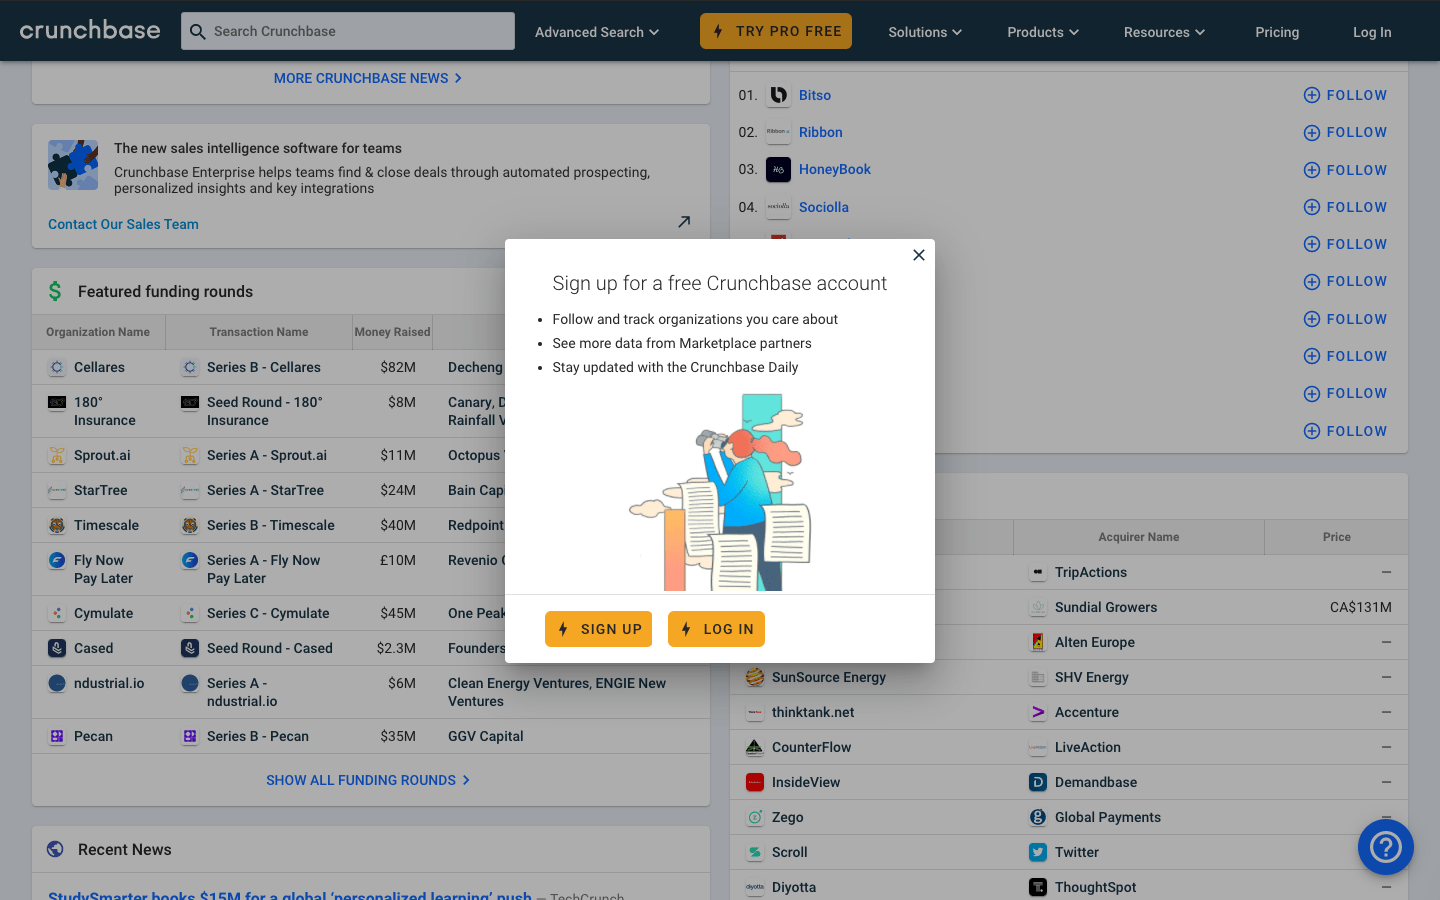 crunchbase
Search Crunchbase
Advanced Search
TRY PRO FREE
Solutions
Products
Resources
Pricing
Log In
MORE CRUNCHBASE NEWS
The new sales intelligence software for teams
Crunchbase Enterprise helps teams find & close deals through automated prospecting,
personalized insights and key integrations
Contact Our Sales Team
Featured funding rounds
Organization Name Transaction Name Money Raised
Cellares Series B - Cellares $82M Decheng
180° Seed Round - 180° $8M Canary, D
Insurance Insurance Rainfall V
Sprout.ai Series A - Sprout.ai $11M Octopus
StarTree Series A - StarTree $24M Bain Capi
Timescale Series B - Timescale $40M Redpoint
Fly Now Series A - Fly Now £10M Revenio
Pay Later Pay Later
Cymulate Series C - Cymulate $45M One Peak
Cased Seed Round - Cased $2.3M Founders
ndustrial.io Series A - $6M Clean Energy Ventures, ENGIE New
ndustrial.io Ventures
Pecan Series B - Pecan $35M GGV Capital
SHOW ALL FUNDING ROUNDS
Recent News
StudySmarter books $15M for a global ‘personalized learning’ push — TechCrunch
01. Bitso FOLLOW
02. Ribbon FOLLOW
03. HoneyBook FOLLOW
04. Sociolla FOLLOW
FOLLOW
FOLLOW
FOLLOW
FOLLOW
FOLLOW
FOLLOW
Sign up for a free Crunchbase account
• Follow and track organizations you care about
• See more data from Marketplace partners
• Stay updated with the Crunchbase Daily
SIGN UP
LOG IN
Acquirer Name Price
TripActions —
Sundial Growers CA$131M
Alten Europe —
SunSource Energy SHV Energy —
thinktank.net Accenture —
CounterFlow LiveAction —
InsideView Demandbase —
Zego Global Payments —
Scroll Twitter
Diyotta ThoughtSpot —